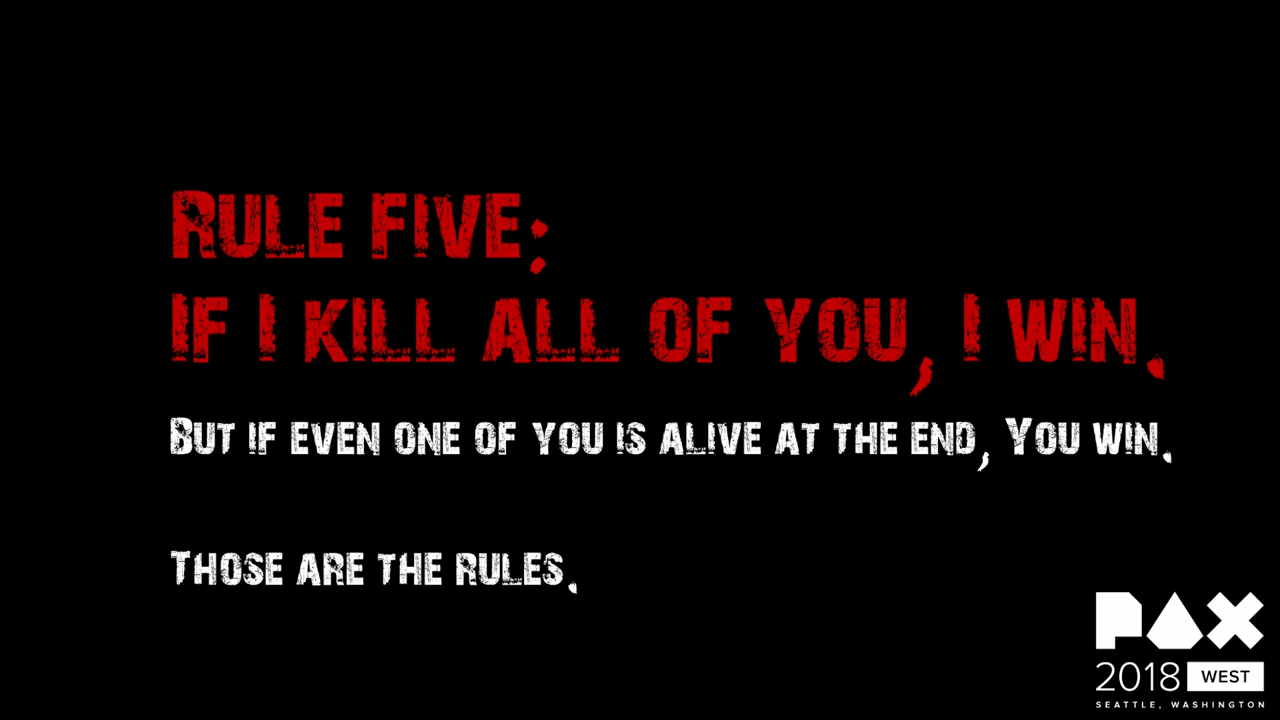 Rule Five:
If I kill all of you, I win.
But if even one of you is alive at the end, You win.
Those are the rules.
PAX
2018 WEST
SEATTLE, WASHINGTON